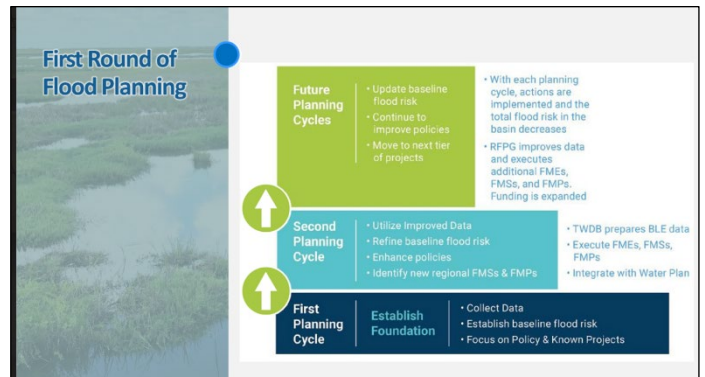 First Round of
Flood Planning
Future
Planning
Cycles
• Update baseline
flood risk
• Continue to
improve policies
• Move to next tier
of projects
• With each planning
cycle, actions are
implemented and the
total flood risk in the
basin decreases
• RFPG improves data
and executes
additional FMEs,
FMSs, and FMPs.
Funding is expanded
Second
Planning
Cycle
• Utilize Improved Data
• Refine baseline flood risk
• Enhance policies
• Identify new regional FMSs & FMPs
• TWDB prepares BLE data
• Execute FMEs, FMSs,
FMPs
• Integrate with Water Plan
First
Planning
Cycle
Establish
Foundation
• Collect Data
• Establish baseline flood risk
• Focus on Policy & Known Projects